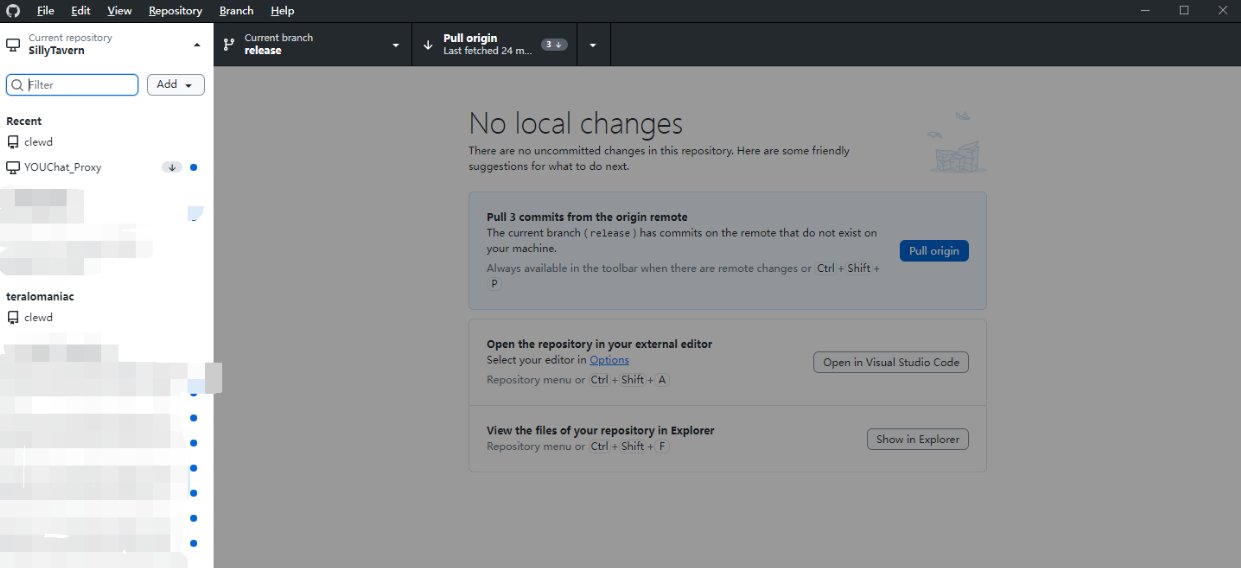 File Edit View Repository Branch Help
Current repository
SillyTavern
Current branch
release
Pull origin
Last fetched 24 m...
3
Filter
Add
Recent
clewd
YOUChat_Proxy
teralomaniac
clewd
No local changes
There are no uncommitted changes in this repository. Here are some friendly
suggestions for what to do next.
Pull 3 commits from the origin remote
The current branch ( release ) has commits on the remote that do not exist on
your machine.
Always available in the toolbar when there are remote changes or Ctrl + Shift +
P
Pull origin
Open the repository in your external editor
Select your editor in Options
Repository menu or Ctrl + Shift + A
Open in Visual Studio Code
View the files of your repository in Explorer
Repository menu or Ctrl + Shift + F
Show in Explorer